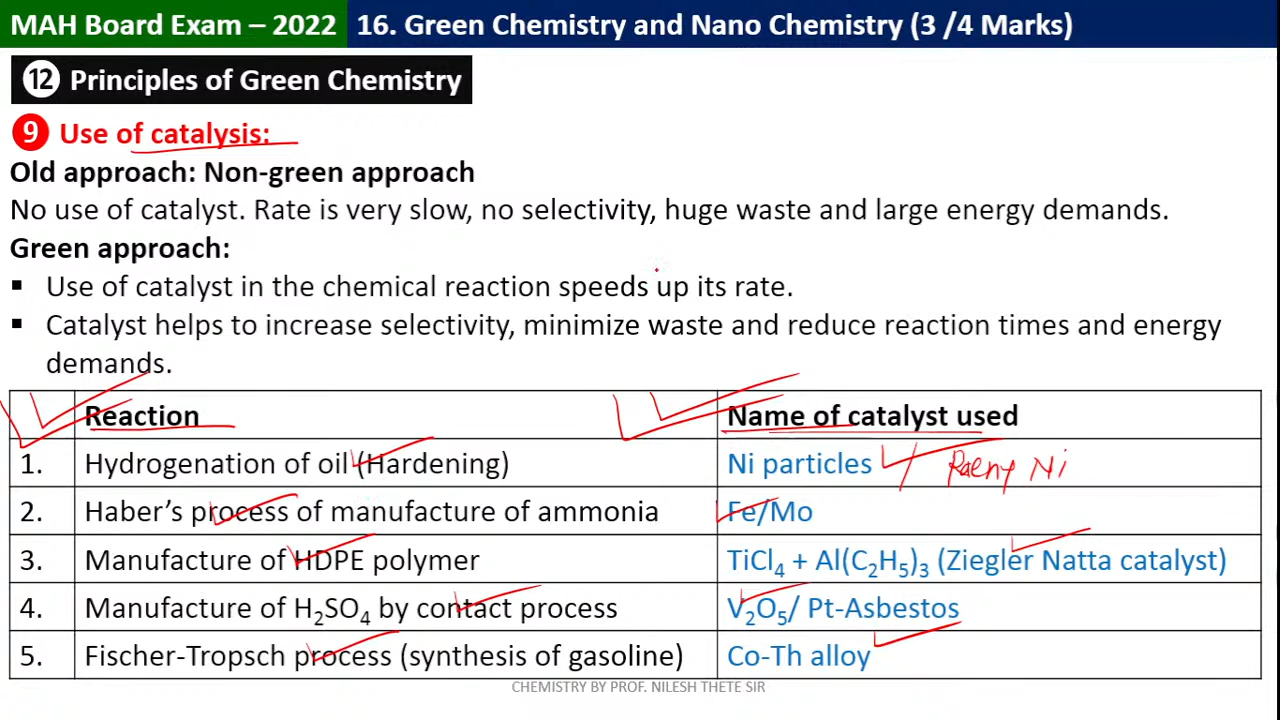 MAH Board Exam – 2022 16. Green Chemistry and Nano Chemistry (3 /4 Marks)
12 Principles of Green Chemistry
9 Use of catalysis:
Old approach: Non-green approach
No use of catalyst. Rate is very slow, no selectivity, huge waste and large energy demands.
Green approach:
▪ Use of catalyst in the chemical reaction speeds up its rate.
▪ Catalyst helps to increase selectivity, minimize waste and reduce reaction times and energy
demands.
Reaction Name of catalyst used
1. Hydrogenation of oil (Hardening) Ni particles Raeny Ni
2. Haber’s process of manufacture of ammonia Fe/Mo
3. Manufacture of HDPE polymer TiCl₄ + Al(C₂H₅)₃ (Ziegler Natta catalyst)
4. Manufacture of H₂SO₄ by contact process V₂O₅/ Pt-Asbestos
5. Fischer-Tropsch process (synthesis of gasoline) Co-Th alloy
CHEMISTRY BY PROF. NILESH THETE SIR